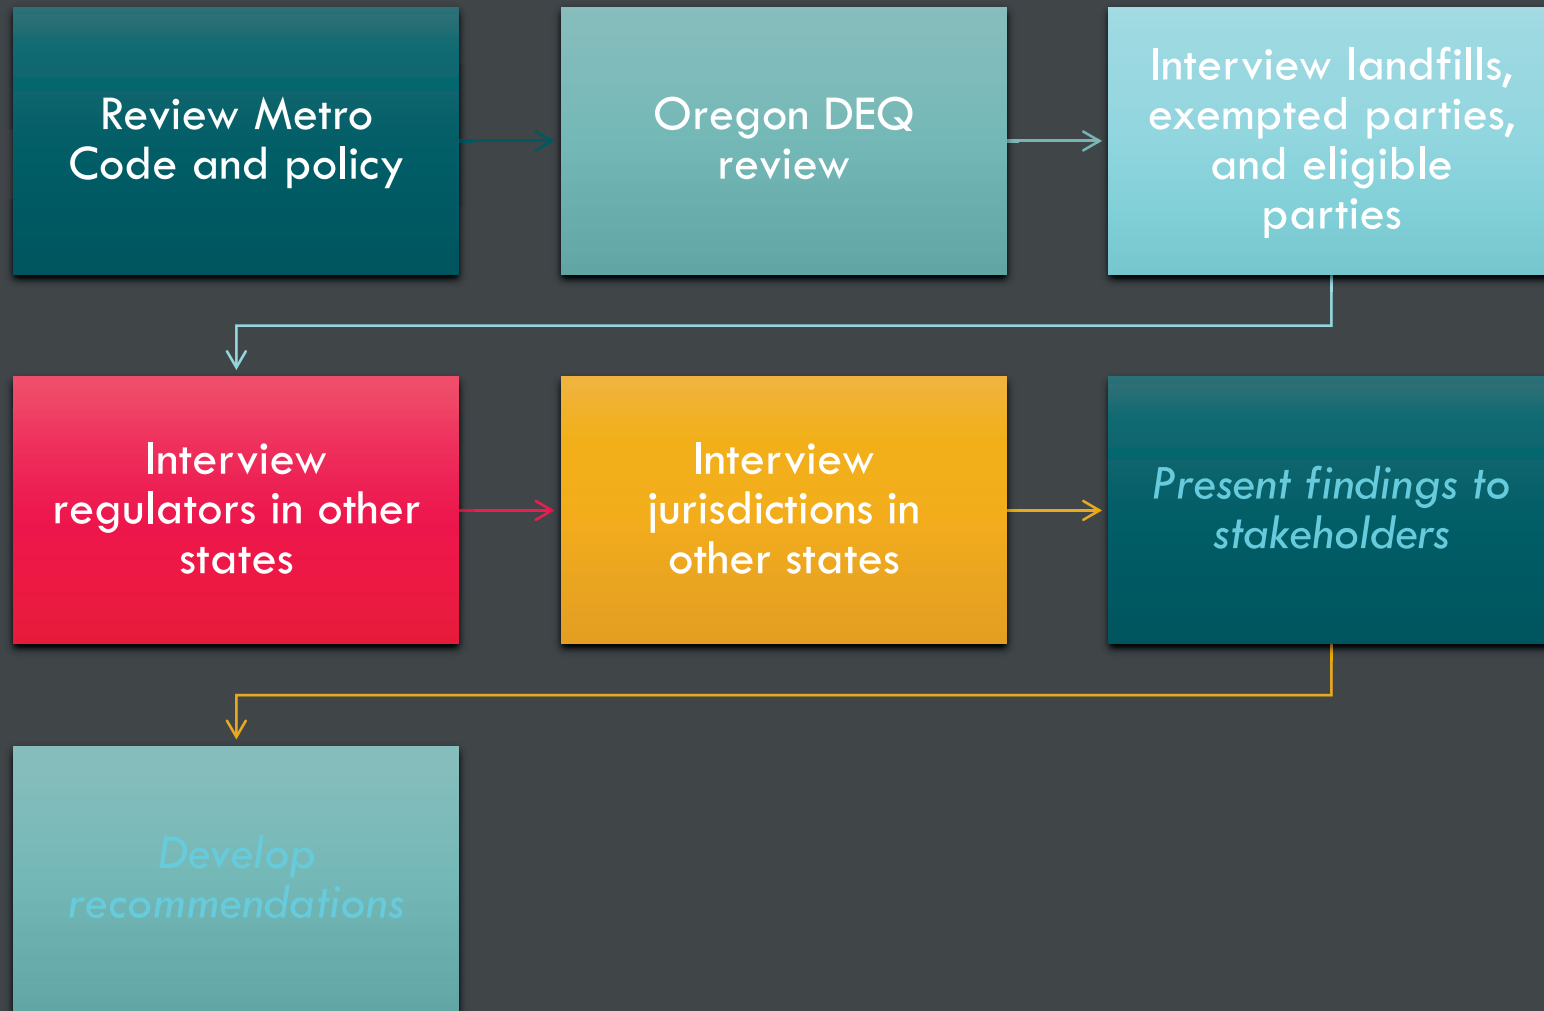 Review Metro
Code and policy
Oregon DEQ
review
Interview landfills,
exempted parties,
and eligible
parties
Interview
regulators in other
states
Interview
jurisdictions in
other states
Present findings to
stakeholders
Develop
recommendations